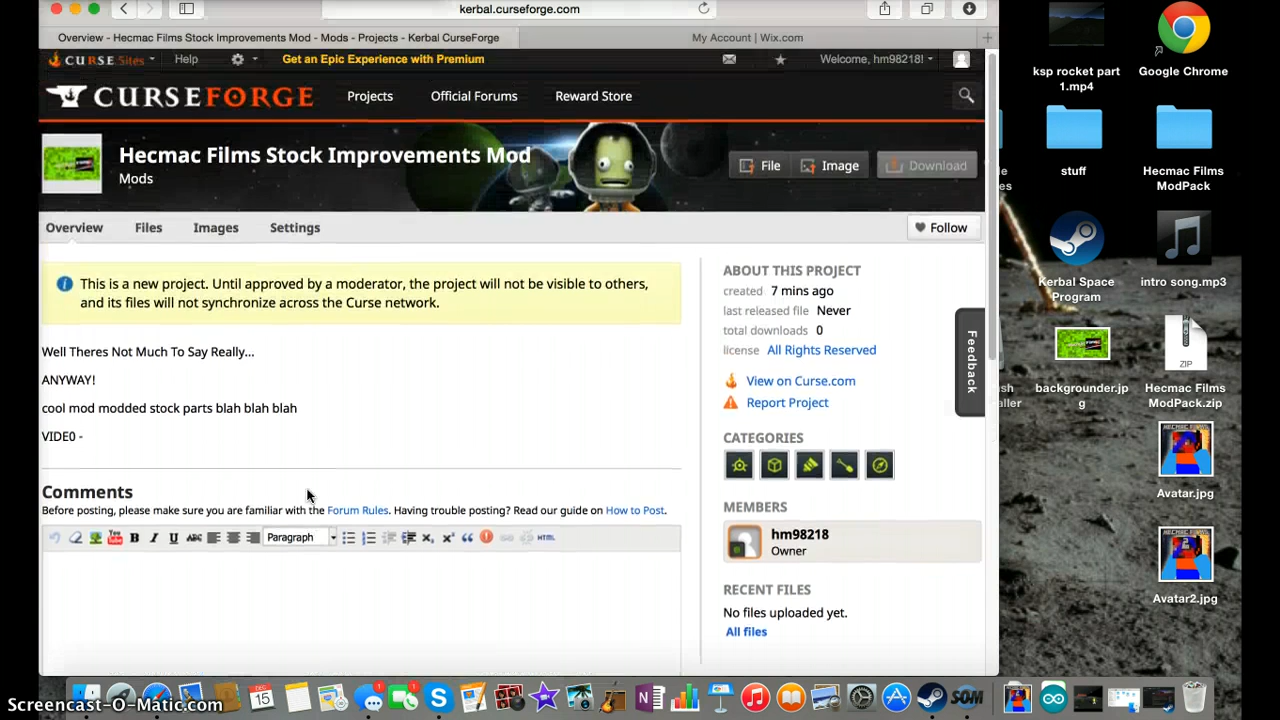 kerbal.curseforge.com
Overview - Hecmac Films Stock Improvements Mod - Mods - Projects - Kerbal CurseForge
My Account | Wix.com
CURSE Sites
Help
Get an Epic Experience with Premium
Welcome, hm98218!
CURSEFORGE
Projects
Official Forums
Reward Store
Hecmac Films Stock Improvements Mod
Mods
File
Image
Download
Overview
Files
Images
Settings
Follow
This is a new project. Until approved by a moderator, the project will not be visible to others,
and its files will not synchronize across the Curse network.
Well Theres Not Much To Say Really...
ANYWAY!
cool mod modded stock parts blah blah blah
VIDE0 -
Comments
Before posting, please make sure you are familiar with the Forum Rules. Having trouble posting? Read our guide on How to Post.
Paragraph
HTML
ABOUT THIS PROJECT
created 7 mins ago
last released file Never
total downloads 0
license All Rights Reserved
View on Curse.com
Report Project
CATEGORIES
MEMBERS
hm98218
Owner
RECENT FILES
No files uploaded yet.
All files
Feedback
ksp rocket part
1.mp4
Google Chrome
stuff
Hecmac Films
ModPack
Kerbal Space
Program
intro song.mp3
backgrounder.jp
g
ZIP
Hecmac Films
ModPack.zip
Avatar.jpg
Avatar2.jpg
DEC
15
Screencast-O-Matic.com